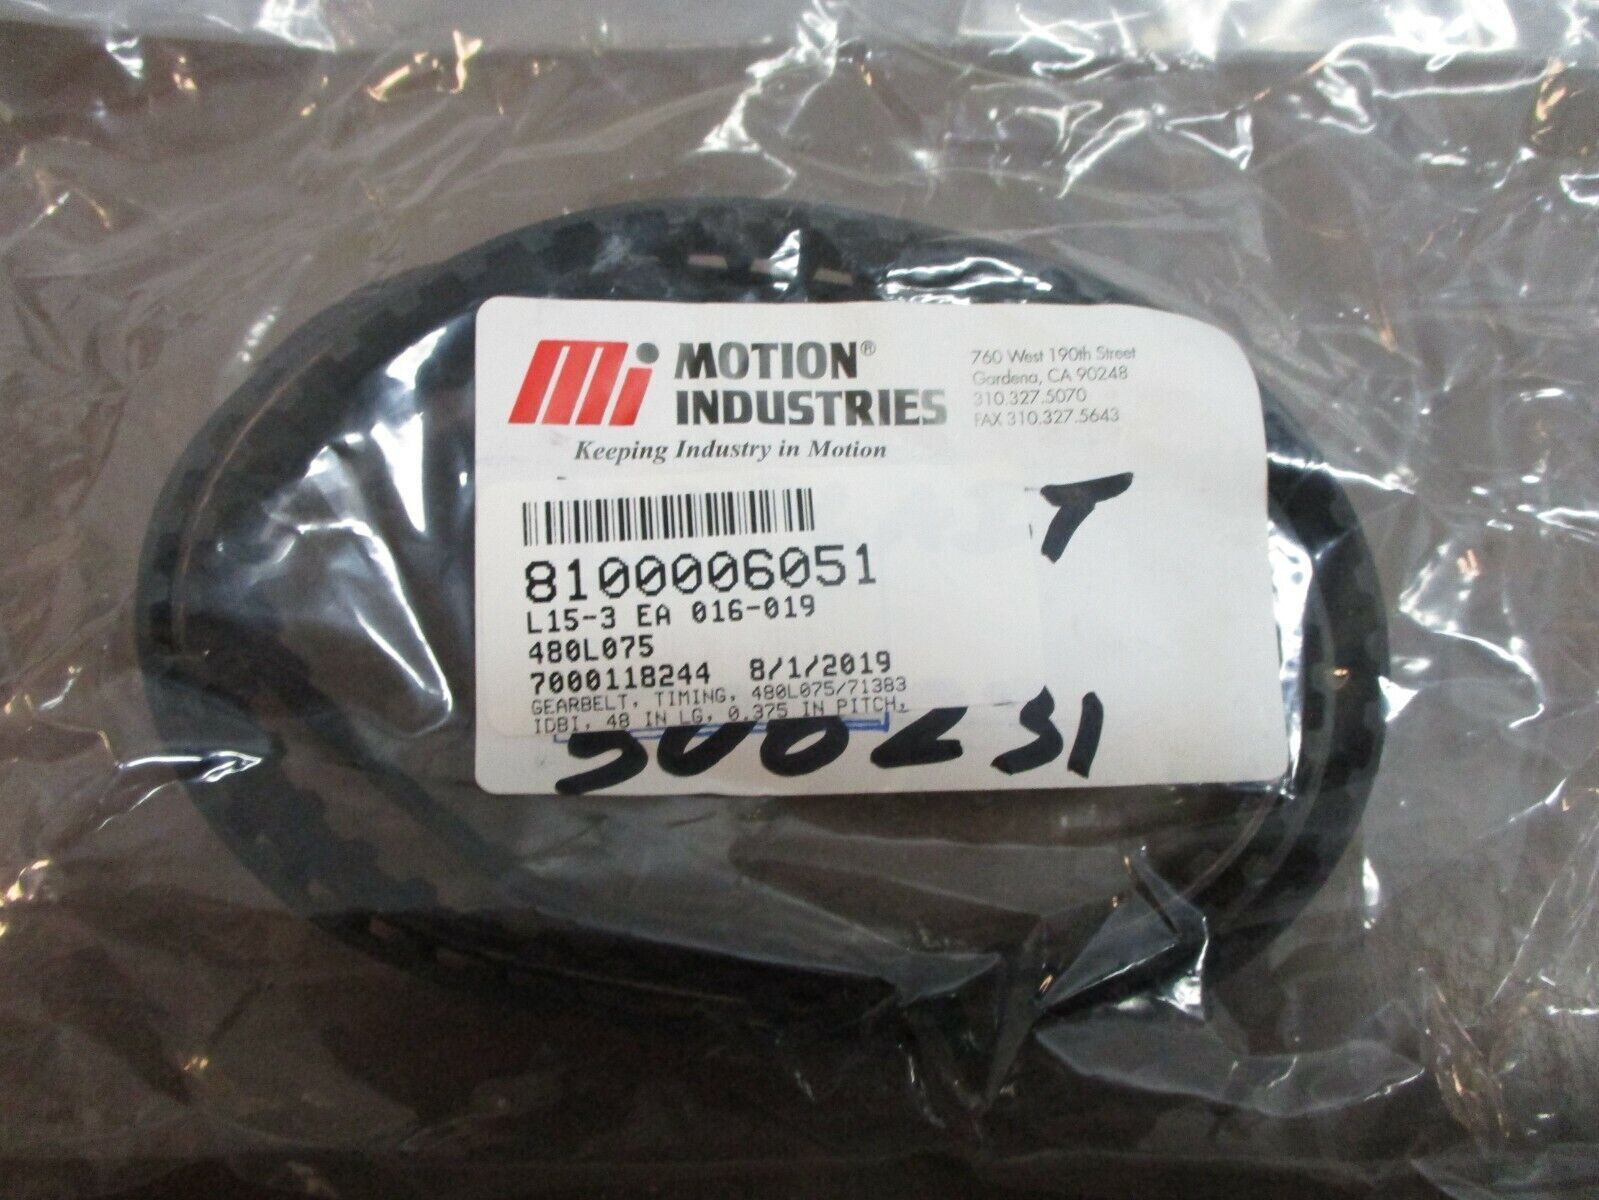 Mi MOTION®
INDUSTRIES
Keeping Industry in Motion
760 West 190th Street
Gardena, CA 90248
310.327.5070
FAX 310.327.5643
T
8100006051
L15-3 EA 016-019
480L075
7000118244 8/1/2019
GEARBELT, TIMING, 480L075/71383
IDBI, 48 IN LG, 0.375 IN PITCH,